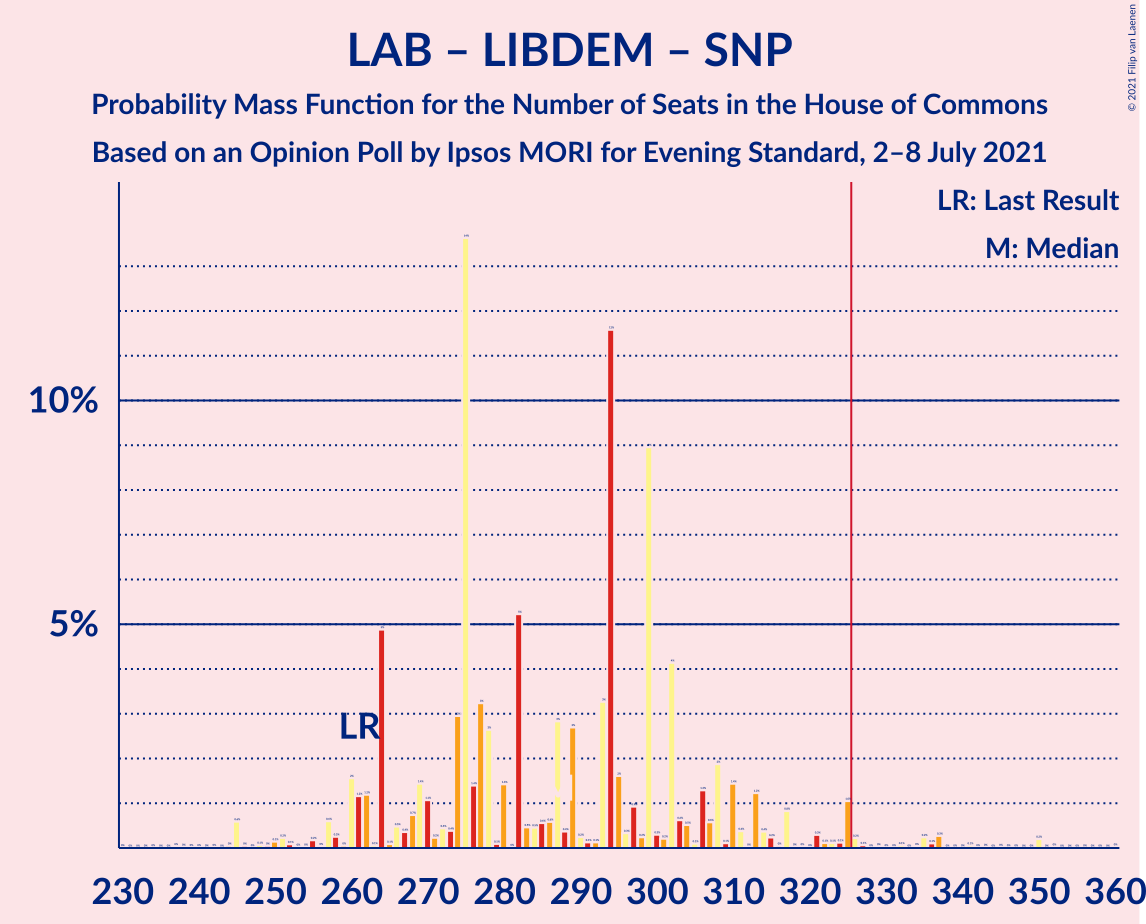 LAB – LIBDEM – SNP
Probability Mass Function for the Number of Seats in the House of Commons
Based on an Opinion Poll by Ipsos MORI for Evening Standard, 2–8 July 2021
© 2021 Filip van Laenen
LR: Last Result
M: Median
10%
5%
LR
230 240 250 260 270 280 290 300 310 320 330 340 350 360